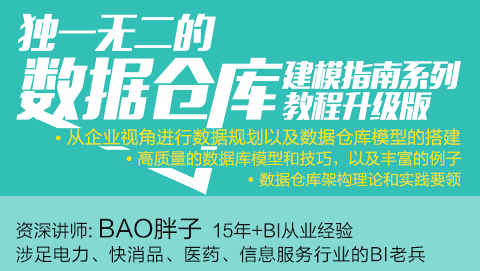 独一无二的
数据仓库 建模指南系列
教程升级版
• 从企业视角进行数据规划以及数据仓库模型的搭建
• 高质量的数据库模型和技巧，以及丰富的例子
• 数据仓库架构理论和实践要领
资深讲师: BAO胖子 15年+BI从业经验
涉足电力、快消品、医药、信息服务行业的BI老兵